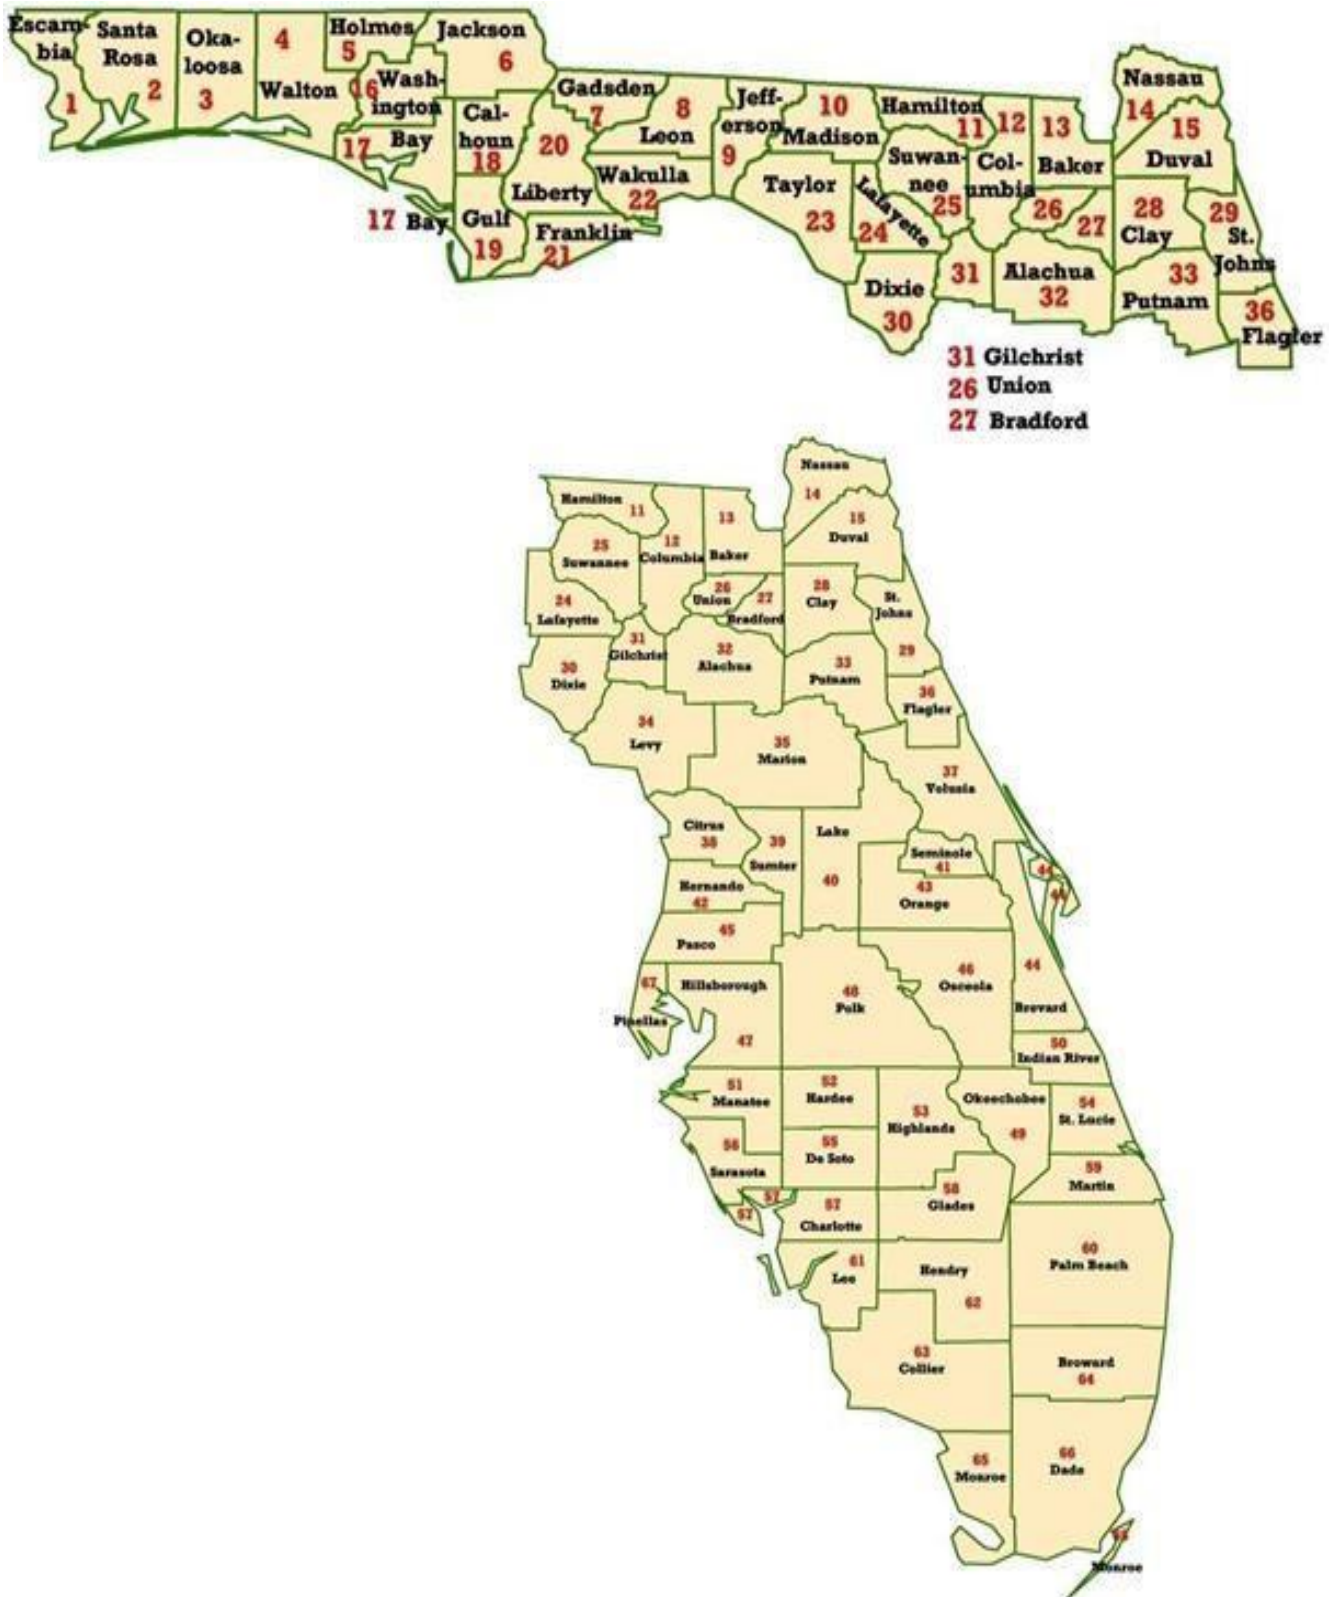 Escam-
bia
1
Santa
Rosa
2
Oka-
loosa
3
4
Walton
Holmes
5
Jackson
6
16
Wash-
ington
17
Bay
17 Bay
Cal-
houn
18
Gulf
19
Gadsden
7
20
Liberty
Franklin
21
8
Leon
Wakulla
22
Jeff-
erson
9
10
Madison
Taylor
23
Hamilton
11
12
Col-
umbia
Suwan-
nee
25
Lafayette
24
Dixie
30
13
Baker
26
27
31
Alachua
32
Nassau
14
15
Duval
28
Clay
29
St.
Johns
33
Putnam
36
Flagler
31 Gilchrist
26 Union
27 Bradford
Nassau
14
Hamilton
11
12
Columbia
13
Baker
15
Duval
25
Suwannee
24
Lafayette
26
Union
27
Bradford
28
Clay
St.
Johns
29
31
Gilchrist
30
Dixie
32
Alachua
33
Putnam
36
Flagler
34
Levy
35
Marion
37
Volusia
Citrus
38
39
Sumter
Lake
40
Seminole
41
43
Orange
44
44
Hernando
42
45
Pasco
67
Pinellas
Hillsborough
47
48
Polk
46
Osceola
44
Brevard
50
Indian River
51
Manatee
52
Hardee
53
Highlands
Okeechobee
49
54
St. Lucie
56
Sarasota
55
De Soto
59
Martin
57
57
57
Charlotte
58
Glades
61
Lee
Hendry
62
60
Palm Beach
63
Collier
Broward
64
65
Monroe
66
Dade
Monroe